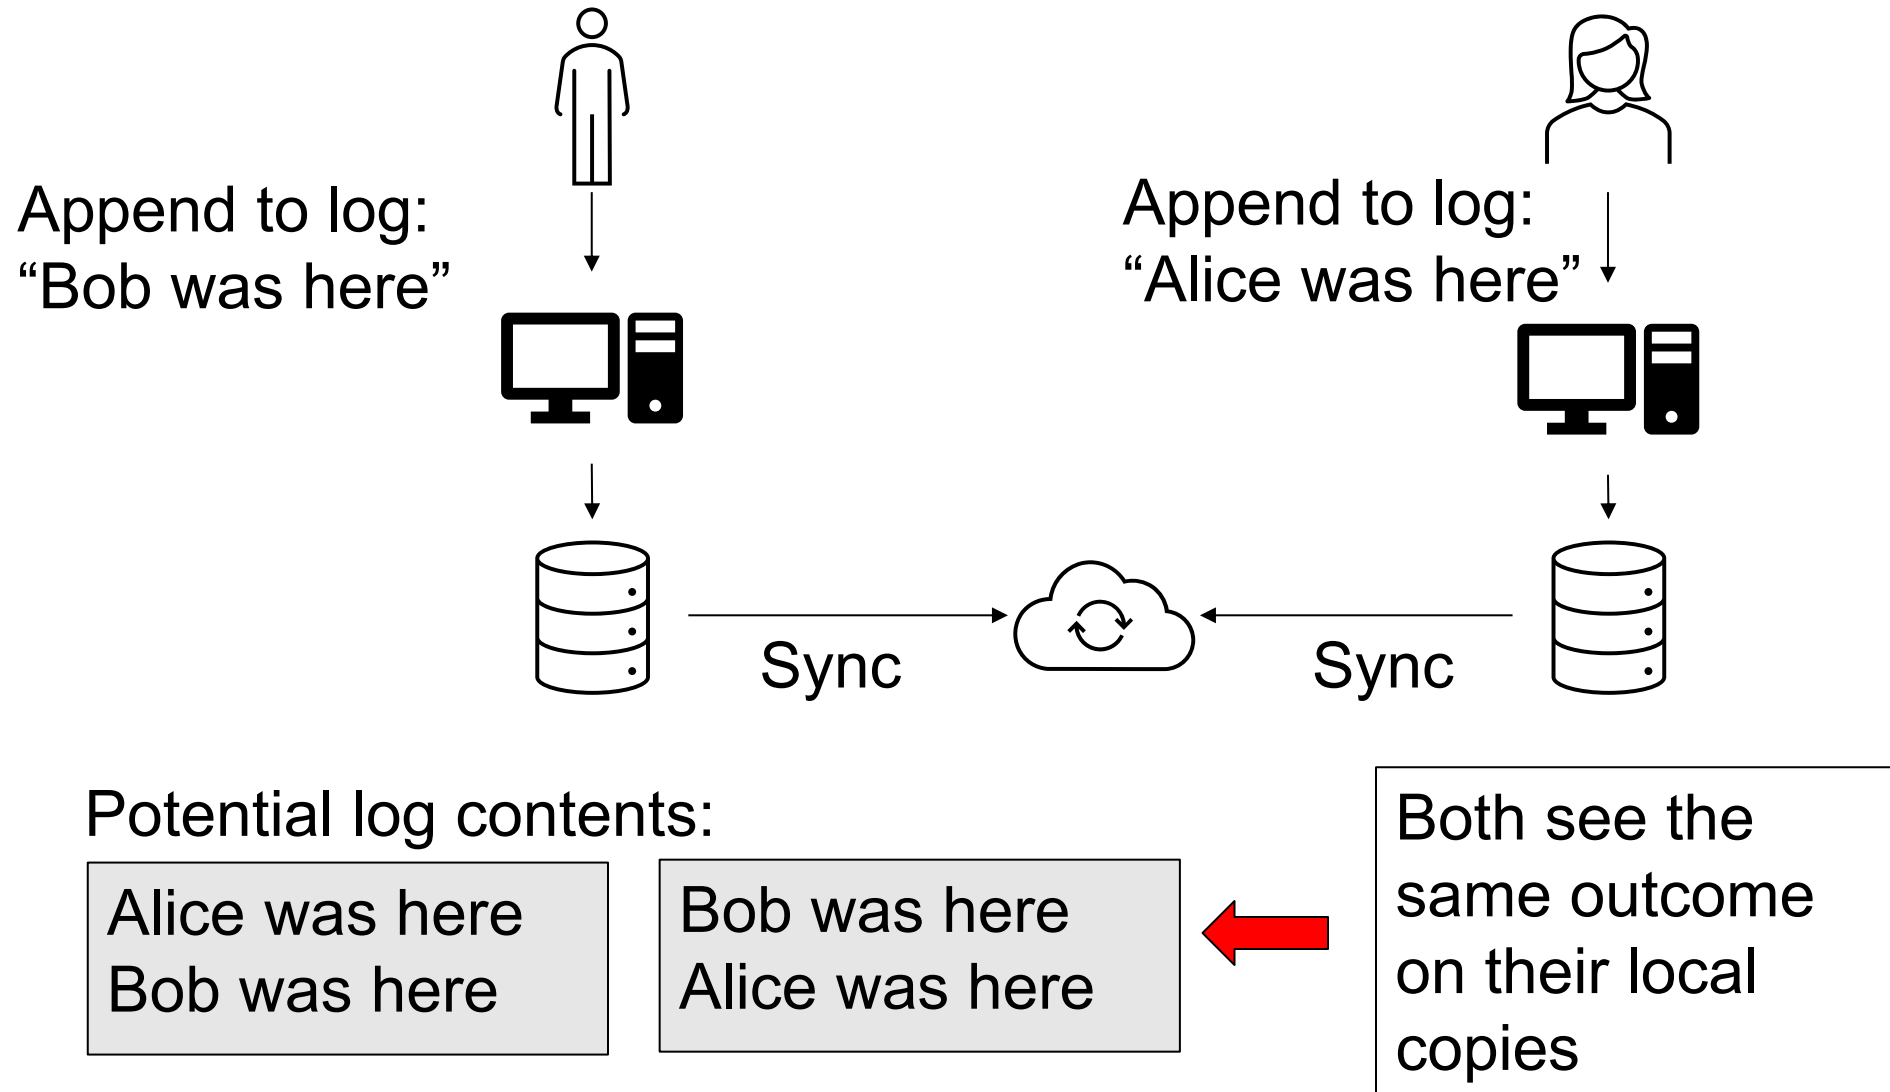 Append to log:
“Bob was here”
Append to log:
“Alice was here”
Sync
Sync
Potential log contents:
Alice was here
Bob was here
Bob was here
Alice was here
Both see the
same outcome
on their local
copies